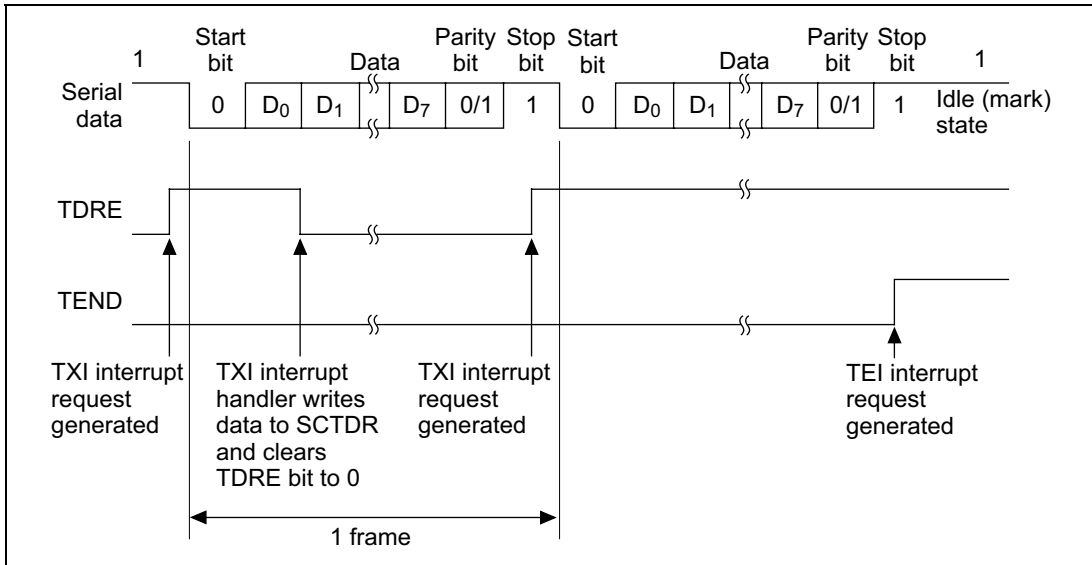 1
Start
bit
Data
Parity
bit
Stop
bit
Start
bit
Data
Parity
bit
Stop
bit
1
Serial
data
0 D0 D1 D7 0/1 1 0 D0 D1 D7 0/1 1
Idle (mark)
state
TDRE
TEND
TXI interrupt
request
generated
TXI interrupt
handler writes
data to SCTDR
and clears
TDRE bit to 0
TXI interrupt
request
generated
TEI interrupt
request
generated
1 frame